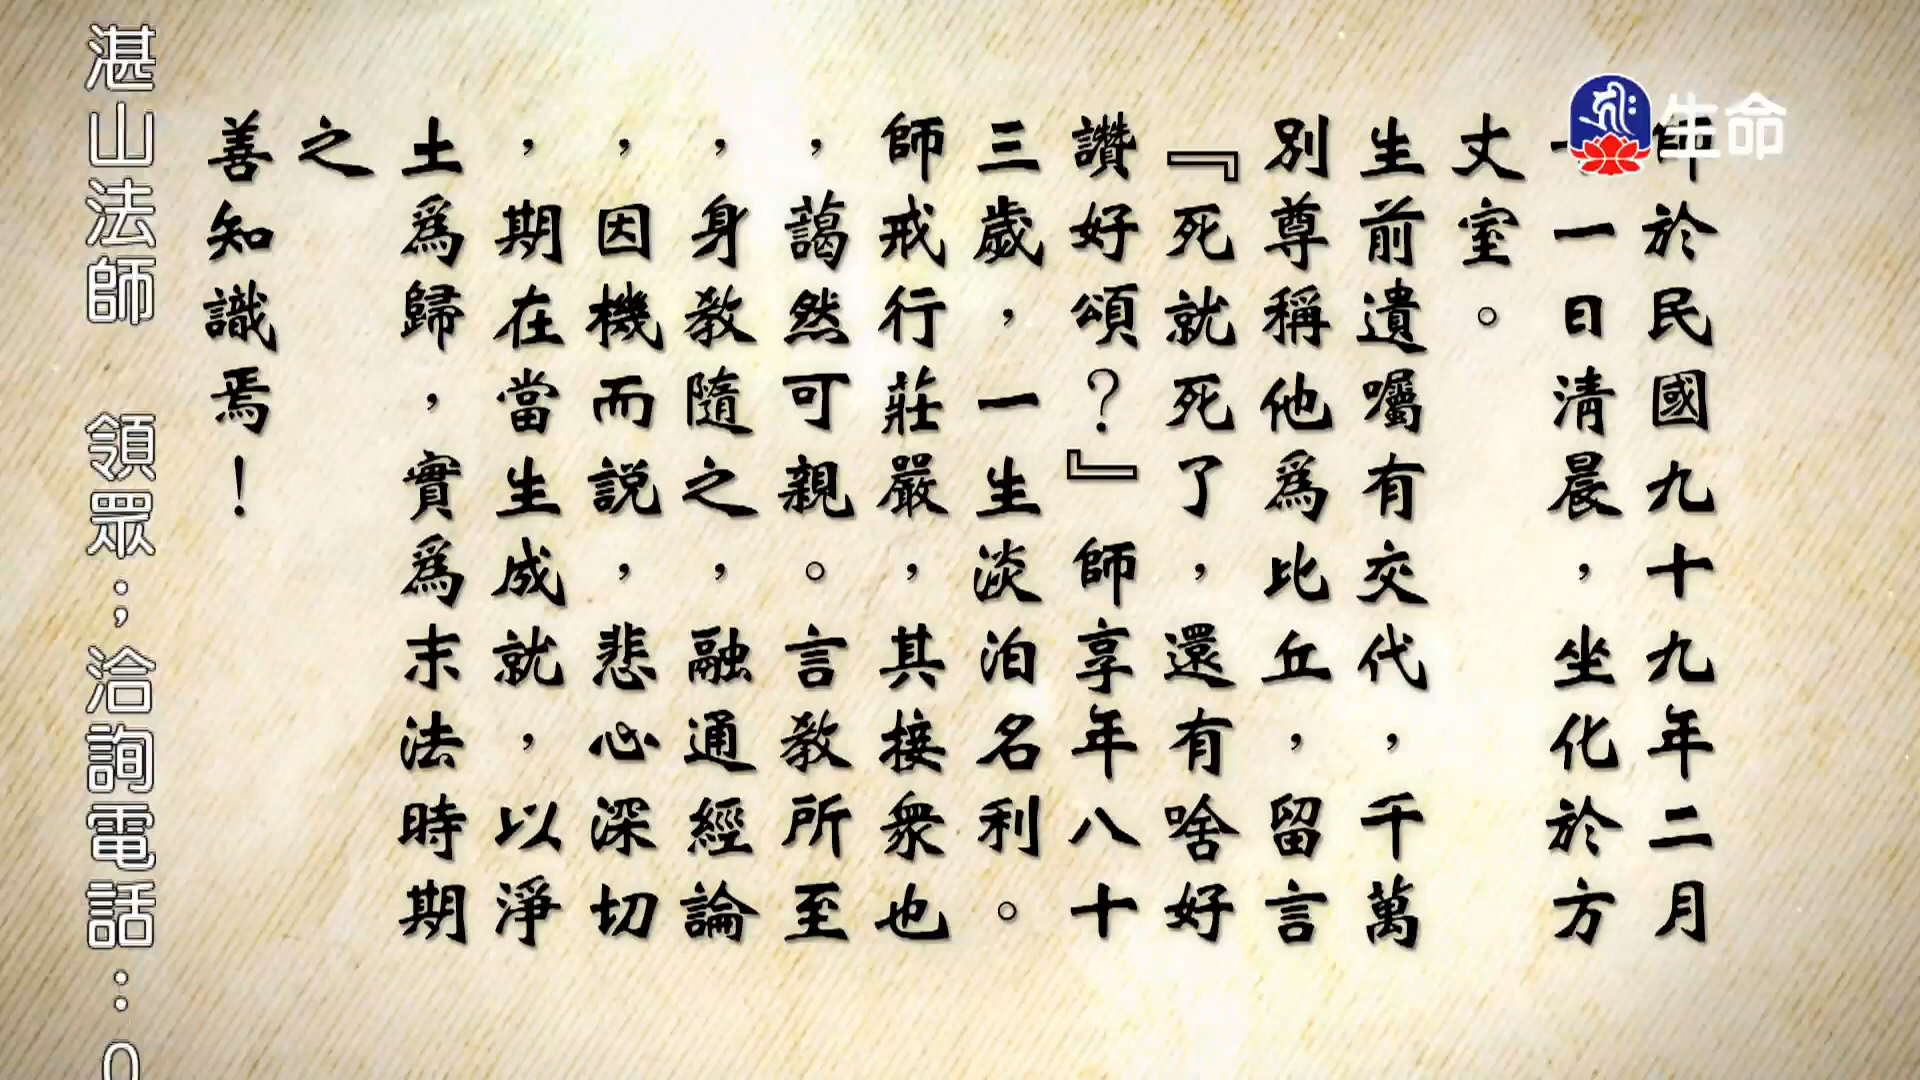 師於民國九十九年二月
一日清晨，坐化於方
丈室。
生前遺囑有交代，千萬
別尊稱他為比丘，留言
『死就死了，還有啥好
讚好頌？』師享年八十
三歲，一生淡泊名利。
師戒行莊嚴，其接衆也
，藹然可親。言教所至
，身教隨之，融通經論
，因機而說，悲心深切
，期在當生成就，以淨
土為歸，實為末法時期
之
善知識焉！
湛山法師　領眾；洽詢電話：0
生命